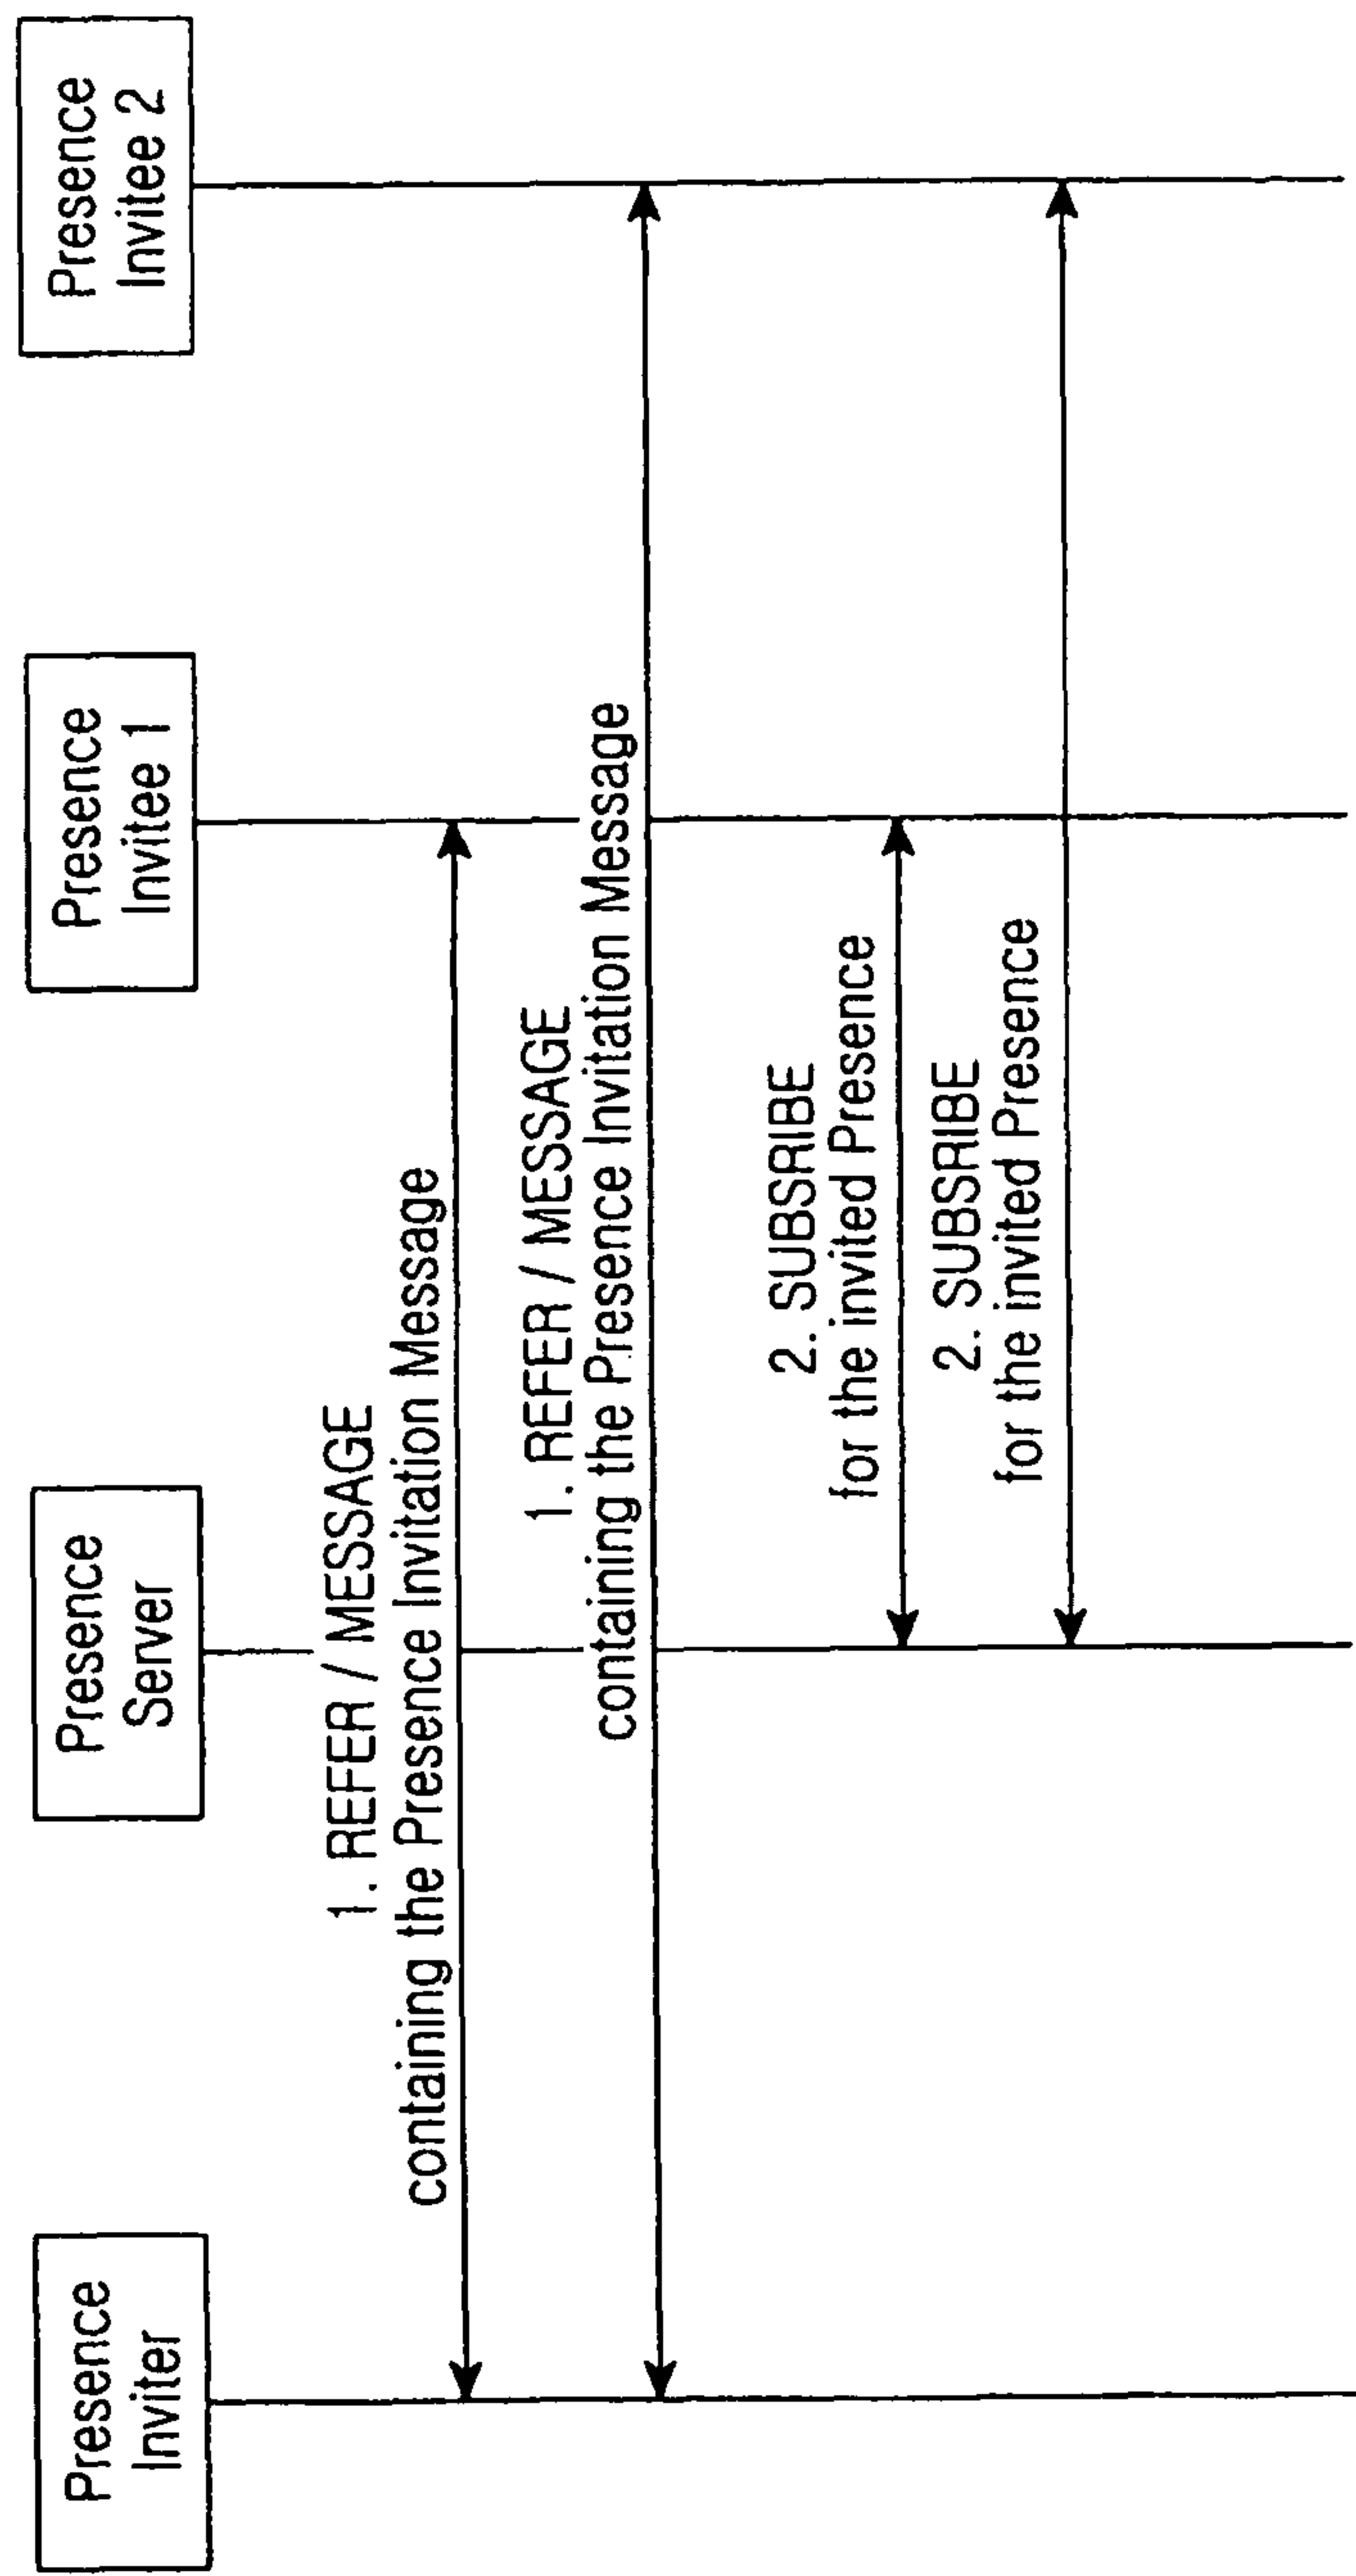 Presence
Inviter
Presence
Server
Presence
Invitee 1
Presence
Invitee 2
1. REFER / MESSAGE
containing the Presence Invitation Message
1. REFER / MESSAGE
containing the Presence Invitation Message
2. SUBSRIBE
for the invited Presence
2. SUBSRIBE
for the invited Presence